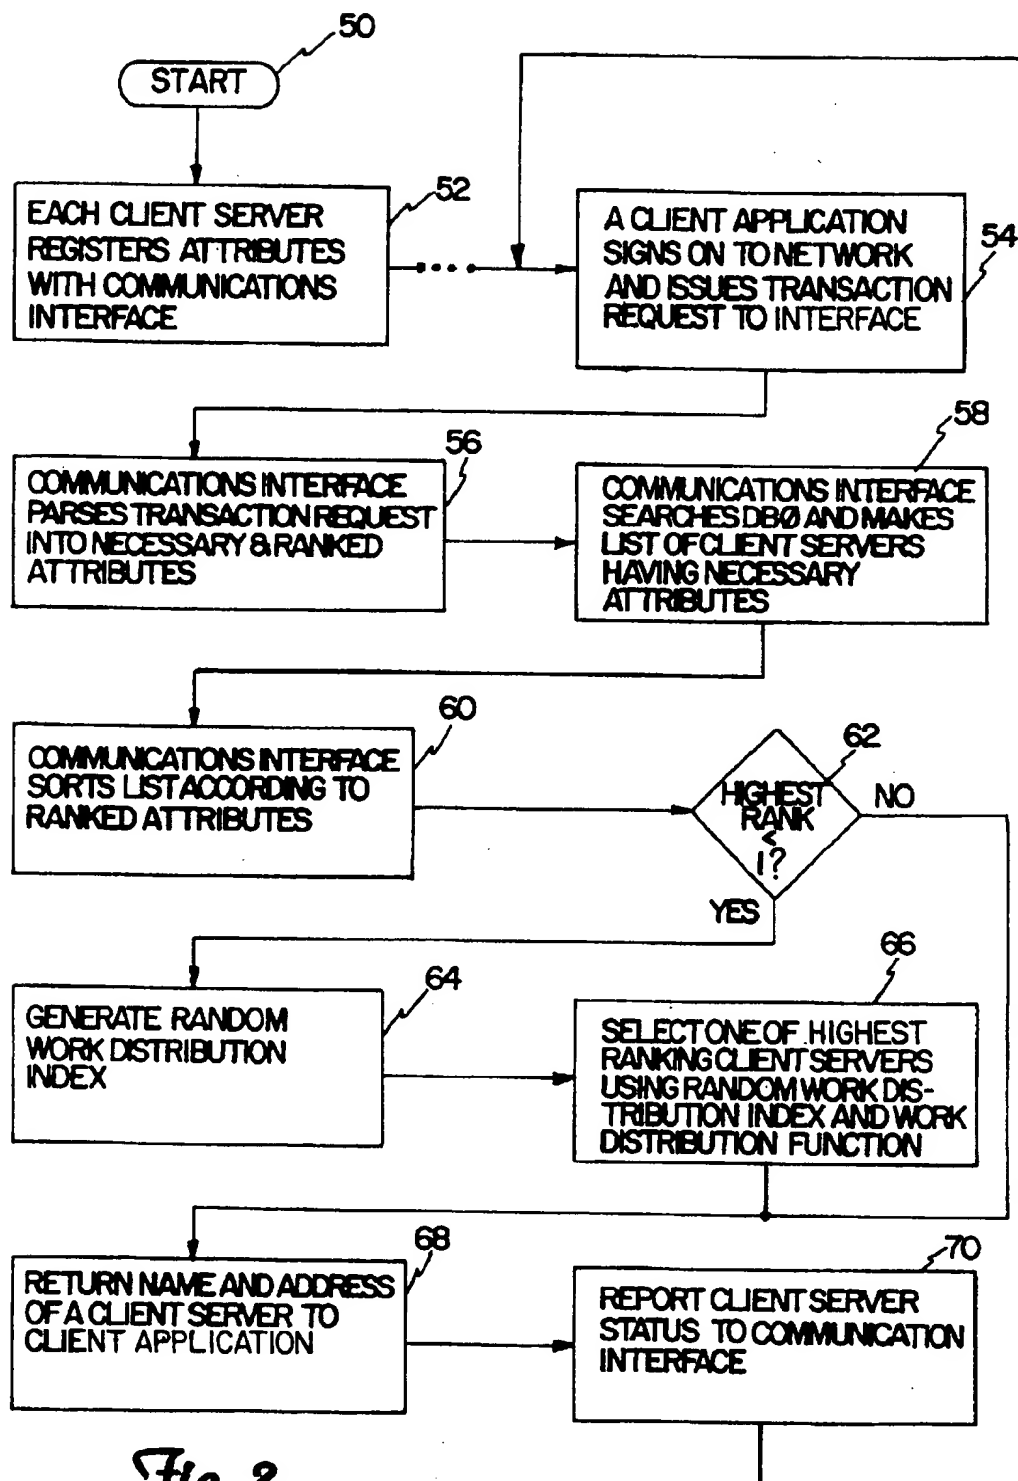 50
START
52
EACH CLIENT SERVER
REGISTERS ATTRIBUTES
WITH COMMUNICATIONS
INTERFACE
54
A CLIENT APPLICATION
SIGNS ON TO NETWORK
AND ISSUES TRANSACTION
REQUEST TO INTERFACE
56
COMMUNICATIONS INTERFACE
PARSES TRANSACTION REQUEST
INTO NECESSARY & RANKED
ATTRIBUTES
58
COMMUNICATIONS INTERFACE
SEARCHES DBØ AND MAKES
LIST OF CLIENT SERVERS
HAVING NECESSARY
ATTRIBUTES
60
COMMUNICATIONS INTERFACE
SORTS LIST ACCORDING TO
RANKED ATTRIBUTES
62
HIGHEST
RANK
<
1?
NO
YES
64
GENERATE RANDOM
WORK DISTRIBUTION
INDEX
66
SELECT ONE OF HIGHEST
RANKING CLIENT SERVERS
USING RANDOM WORK DIS-
TRIBUTION INDEX AND WORK
DISTRIBUTION FUNCTION
68
RETURN NAME AND ADDRESS
OF A CLIENT SERVER TO
CLIENT APPLICATION
70
REPORT CLIENT SERVER
STATUS TO COMMUNICATION
INTERFACE
Fig.